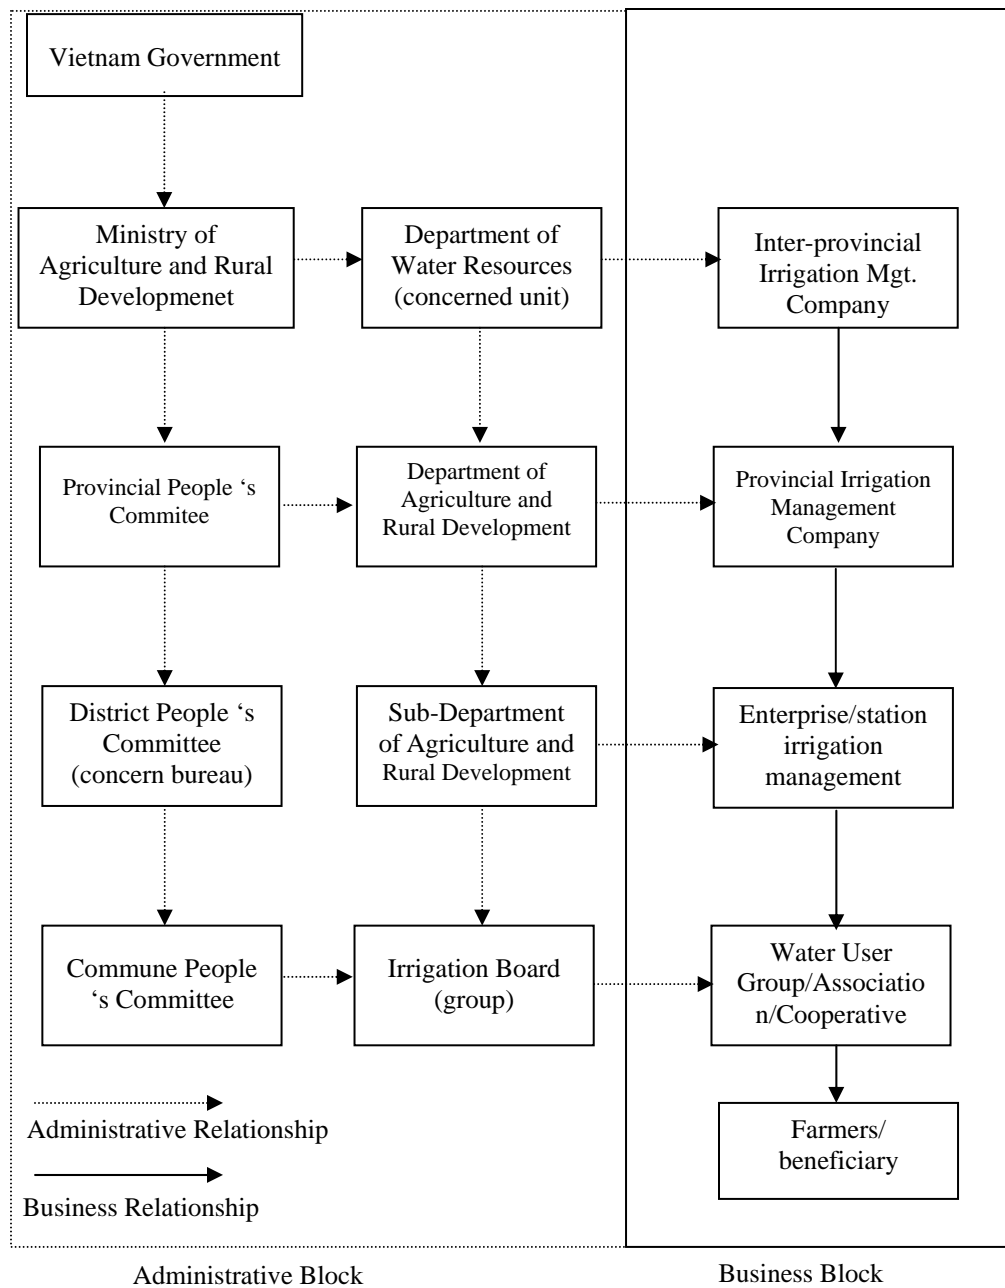 Vietnam Government
Ministry of
Agriculture and Rural
Developmenet
Department of
Water Resources
(concerned unit)
Inter-provincial
Irrigation Mgt.
Company
Provincial People ‘s
Commitee
Department of
Agriculture and
Rural Development
Provincial Irrigation
Management
Company
District People ‘s
Committee
(concern bureau)
Sub-Department
of Agriculture and
Rural Development
Enterprise/station
irrigation
management
Commune People
‘s Committee
Irrigation Board
(group)
Water User
Group/Associatio
n/Cooperative
Administrative Relationship
Farmers/
beneficiary
Business Relationship
Administrative Block
Business Block